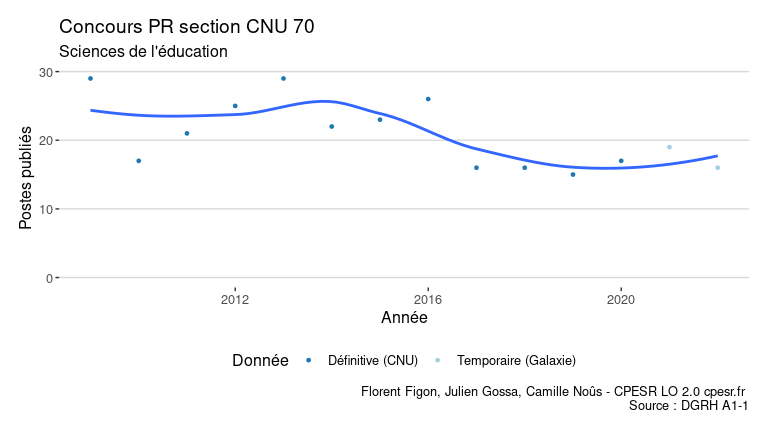 Concours PR section CNU 70
Sciences de l'éducation
Postes publiés
30
20
10
0
2012 2016 2020
Année
Donnée Définitive (CNU) Temporaire (Galaxie)
Florent Figon, Julien Gossa, Camille Noûs - CPESR LO 2.0 cpesr.fr
Source : DGRH A1-1